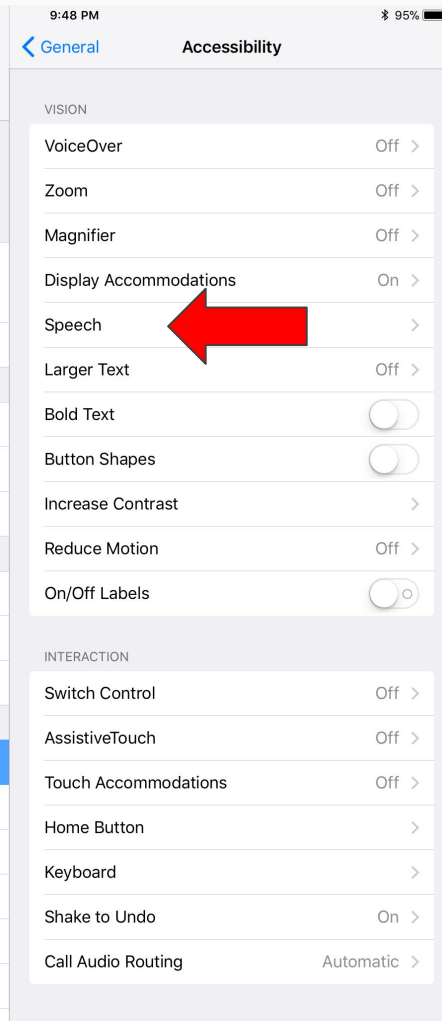 9:48 PM 95%
General Accessibility
VISION
VoiceOver Off
Zoom Off
Magnifier Off
Display Accommodations On
Speech
Larger Text Off
Bold Text
Button Shapes
Increase Contrast
Reduce Motion Off
On/Off Labels
INTERACTION
Switch Control Off
AssistiveTouch Off
Touch Accommodations Off
Home Button
Keyboard
Shake to Undo On
Call Audio Routing Automatic